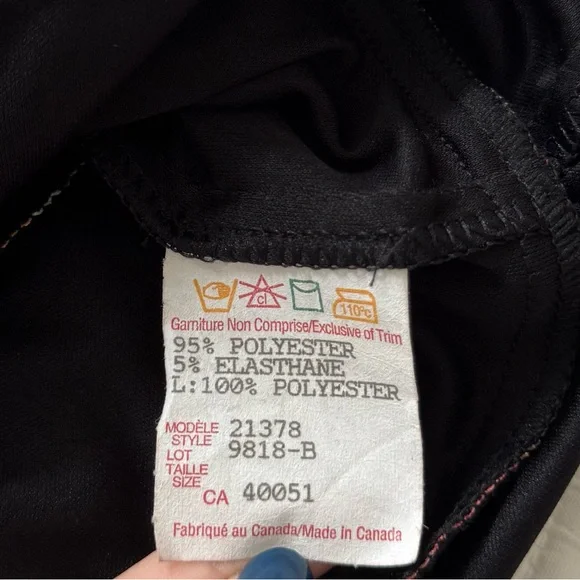 cl
110°c
Garniture Non Comprise/Exclusive of Trim
95% POLYESTER
5% ELASTHANE
L:100% POLYESTER
MODÈLE
STYLE
21378
LOT
9818-B
TAILLE
SIZE
CA 40051
Fabriqué au Canada/Made in Canada